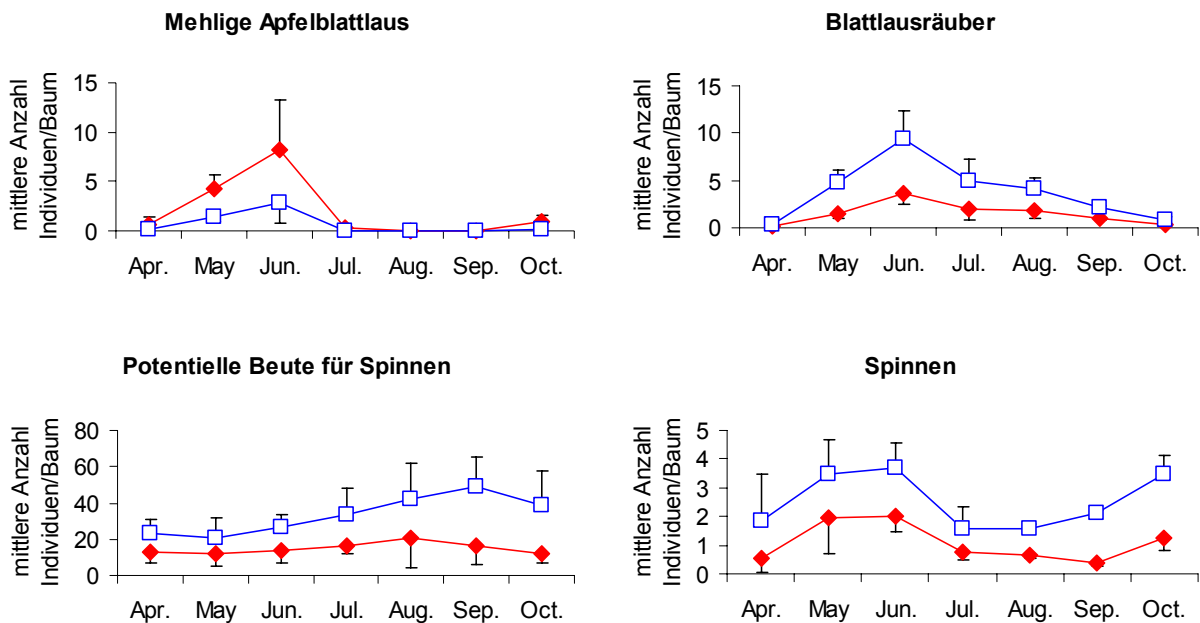 Mehlige Apfelblattlaus
mittlere Anzahl
Individuen/Baum
15
10
5
0
Apr. May Jun. Jul. Aug. Sep. Oct.
Blattlausräuber
mittlere Anzahl
Individuen/Baum
15
10
5
0
Apr. May Jun. Jul. Aug. Sep. Oct.
Potentielle Beute für Spinnen
mittlere Anzahl
Individuen/Baum
80
60
40
20
0
Apr. May Jun. Jul. Aug. Sep. Oct.
Spinnen
mittlere Anzahl
Individuen/Baum
5
4
3
2
1
0
Apr. May Jun. Jul. Aug. Sep. Oct.